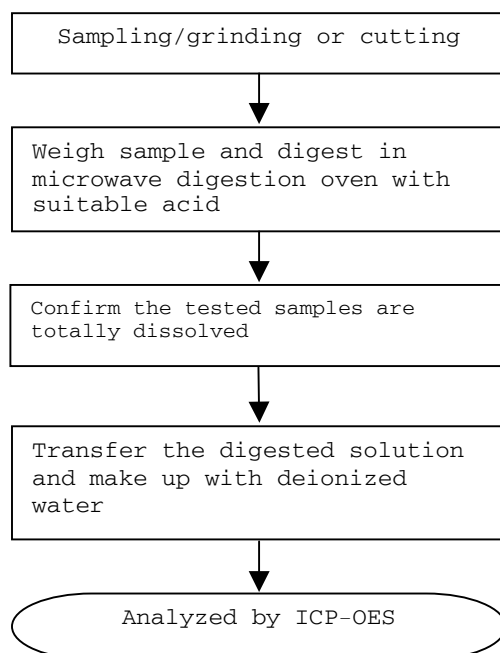 Sampling/grinding or cutting
Weigh sample and digest in
microwave digestion oven with
suitable acid
Confirm the tested samples are
totally dissolved
Transfer the digested solution
and make up with deionized
water
Analyzed by ICP-OES